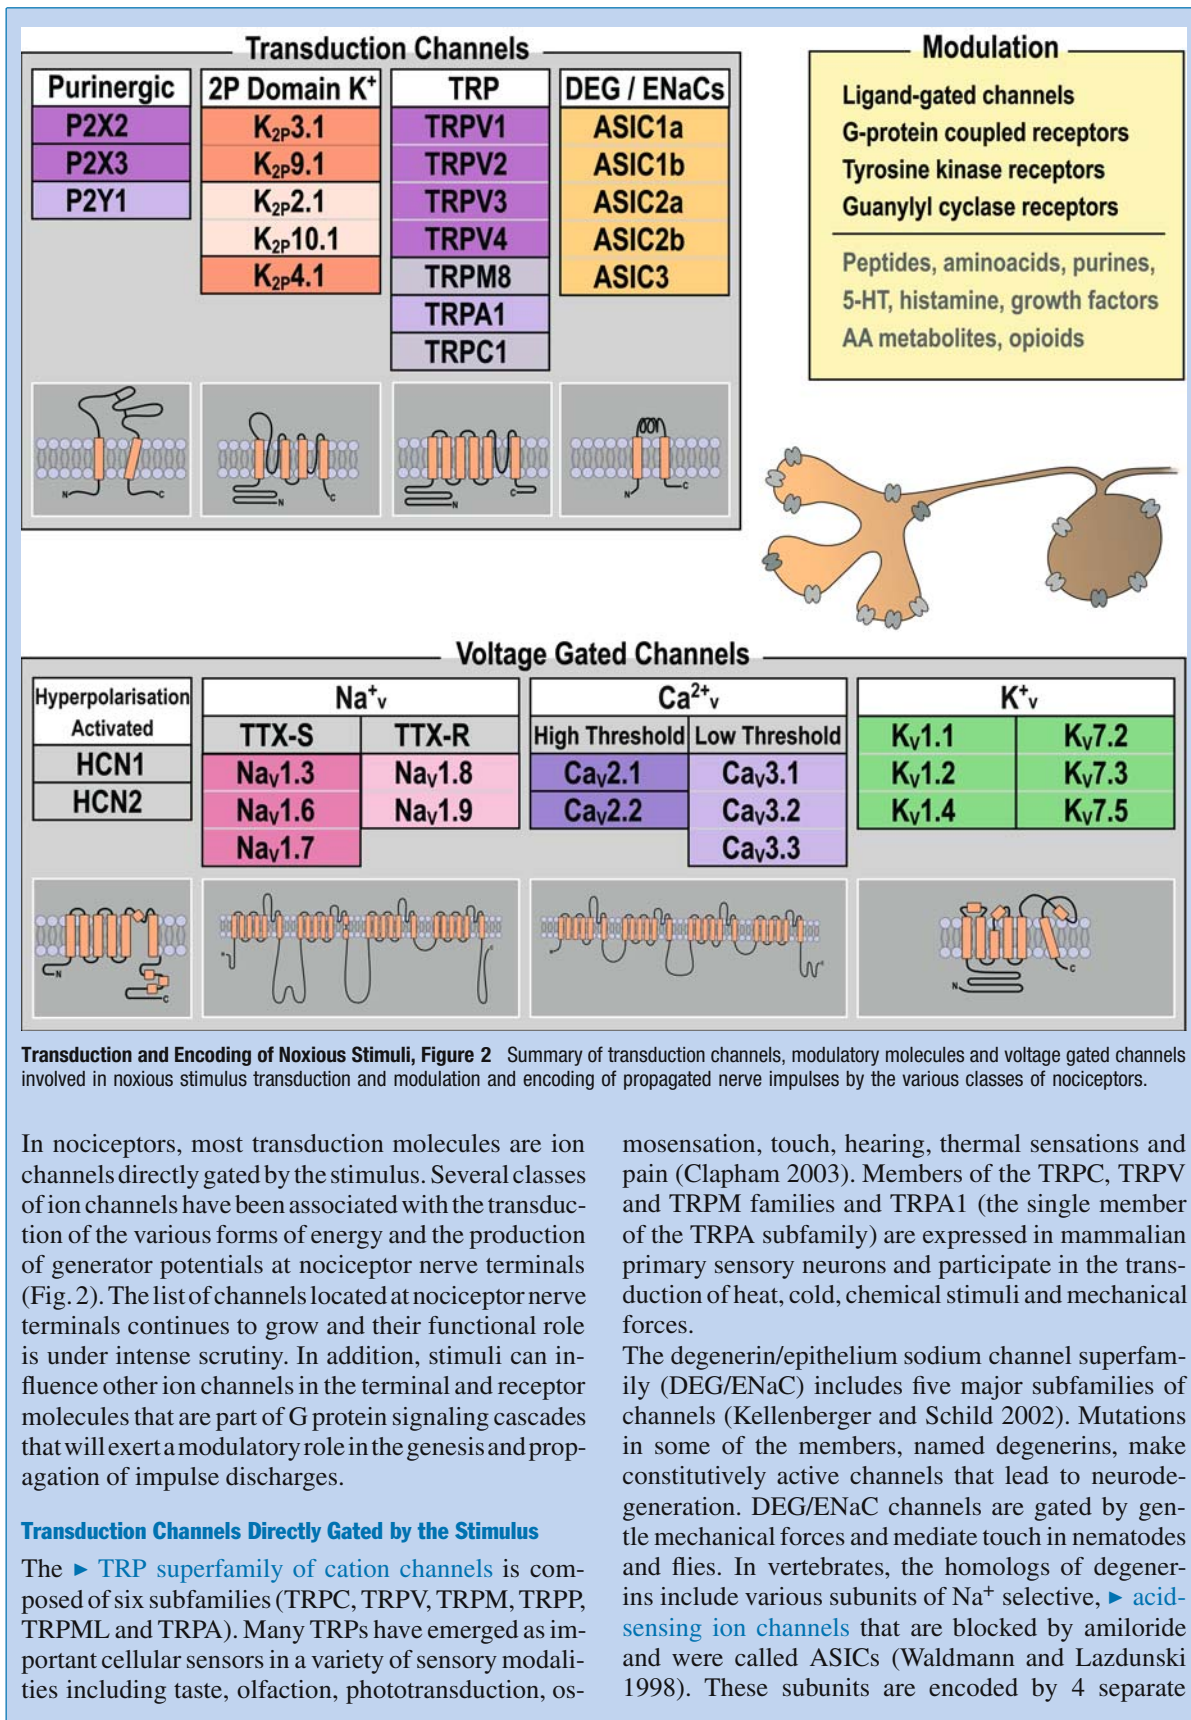 Transduction Channels
Purinergic
P2X2
P2X3
P2Y1
2P Domain K⁺
K₂ₚ3.1
K₂ₚ9.1
K₂ₚ2.1
K₂ₚ10.1
K₂ₚ4.1
TRP
TRPV1
TRPV2
TRPV3
TRPV4
TRPM8
TRPA1
TRPC1
DEG / ENaCs
ASIC1a
ASIC1b
ASIC2a
ASIC2b
ASIC3
N
C
N
C
N
C
N
C
Modulation
Ligand-gated channels
G-protein coupled receptors
Tyrosine kinase receptors
Guanylyl cyclase receptors
Peptides, aminoacids, purines,
5-HT, histamine, growth factors
AA metabolites, opioids
Voltage Gated Channels
Hyperpolarisation
Activated
HCN1
HCN2
Na⁺ᵥ
TTX-S
Naᵥ1.3
Naᵥ1.6
Naᵥ1.7
TTX-R
Naᵥ1.8
Naᵥ1.9
Ca²⁺ᵥ
High Threshold
Caᵥ2.1
Caᵥ2.2
Low Threshold
Caᵥ3.1
Caᵥ3.2
Caᵥ3.3
K⁺ᵥ
Kᵥ1.1
Kᵥ1.2
Kᵥ1.4
Kᵥ7.2
Kᵥ7.3
Kᵥ7.5
N
C
N
C
Transduction and Encoding of Noxious Stimuli, Figure 2 Summary of transduction channels, modulatory molecules and voltage gated channels
involved in noxious stimulus transduction and modulation and encoding of propagated nerve impulses by the various classes of nociceptors.
In nociceptors, most transduction molecules are ion
channels directly gated by the stimulus. Several classes
of ion channels have been associated with the transduc-
tion of the various forms of energy and the production
of generator potentials at nociceptor nerve terminals
(Fig. 2). The list of channels located at nociceptor nerve
terminals continues to grow and their functional role
is under intense scrutiny. In addition, stimuli can in-
fluence other ion channels in the terminal and receptor
molecules that are part of G protein signaling cascades
that will exert a modulatory role in the genesis and prop-
agation of impulse discharges.
Transduction Channels Directly Gated by the Stimulus
The ► TRP superfamily of cation channels is com-
posed of six subfamilies (TRPC, TRPV, TRPM, TRPP,
TRPML and TRPA). Many TRPs have emerged as im-
portant cellular sensors in a variety of sensory modali-
ties including taste, olfaction, phototransduction, os-
mosensation, touch, hearing, thermal sensations and
pain (Clapham 2003). Members of the TRPC, TRPV
and TRPM families and TRPA1 (the single member
of the TRPA subfamily) are expressed in mammalian
primary sensory neurons and participate in the trans-
duction of heat, cold, chemical stimuli and mechanical
forces.
The degenerin/epithelium sodium channel superfam-
ily (DEG/ENaC) includes five major subfamilies of
channels (Kellenberger and Schild 2002). Mutations
in some of the members, named degenerins, make
constitutively active channels that lead to neurode-
generation. DEG/ENaC channels are gated by gen-
tle mechanical forces and mediate touch in nematodes
and flies. In vertebrates, the homologs of degener-
ins include various subunits of Na⁺ selective, ► acid-
sensing ion channels that are blocked by amiloride
and were called ASICs (Waldmann and Lazdunski
1998). These subunits are encoded by 4 separate